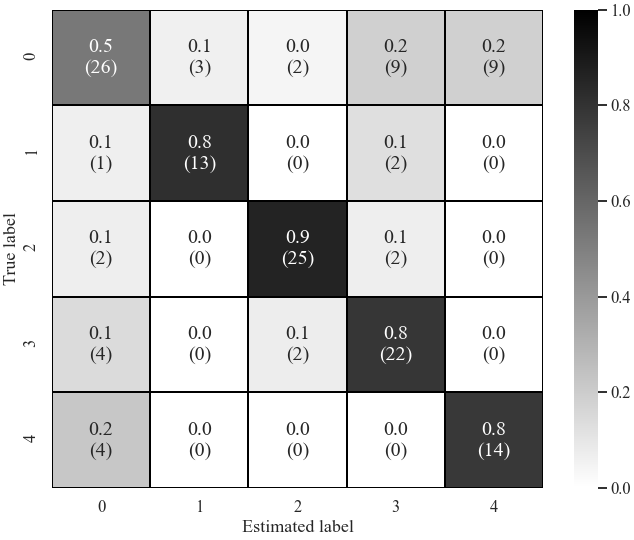 1.0
0
0.5 0.1 0.0 0.2 0.2
(26) (3) (2) (9) (9)
0.8
1
0.1 0.8 0.0 0.1 0.0
(1) (13) (0) (2) (0)
0.6
True label
2
0.1 0.0 0.9 0.1 0.0
(2) (0) (25) (2) (0)
0.4
3
0.1 0.0 0.1 0.8 0.0
(4) (0) (2) (22) (0)
0.2
4
0.2 0.0 0.0 0.0 0.8
(4) (0) (0) (0) (14)
0.0
0 1 2 3 4
Estimated label